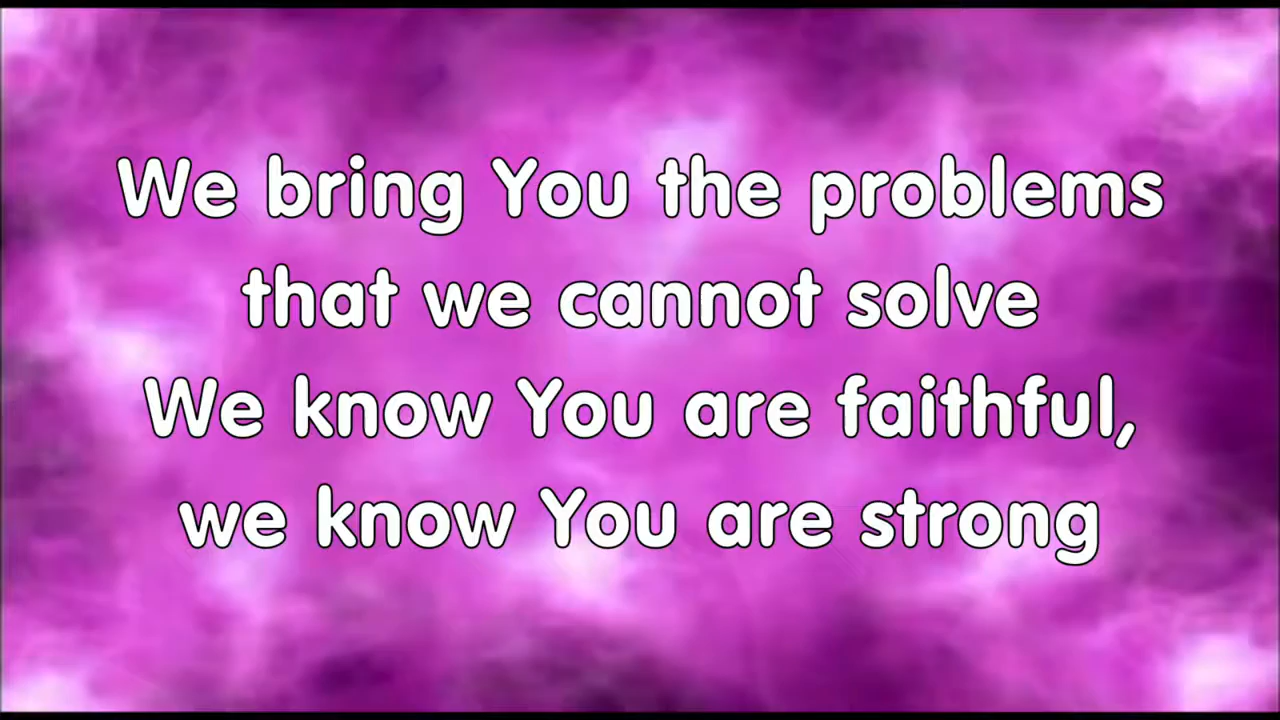 We bring You the problems
that we cannot solve
We know You are faithful,
we know You are strong